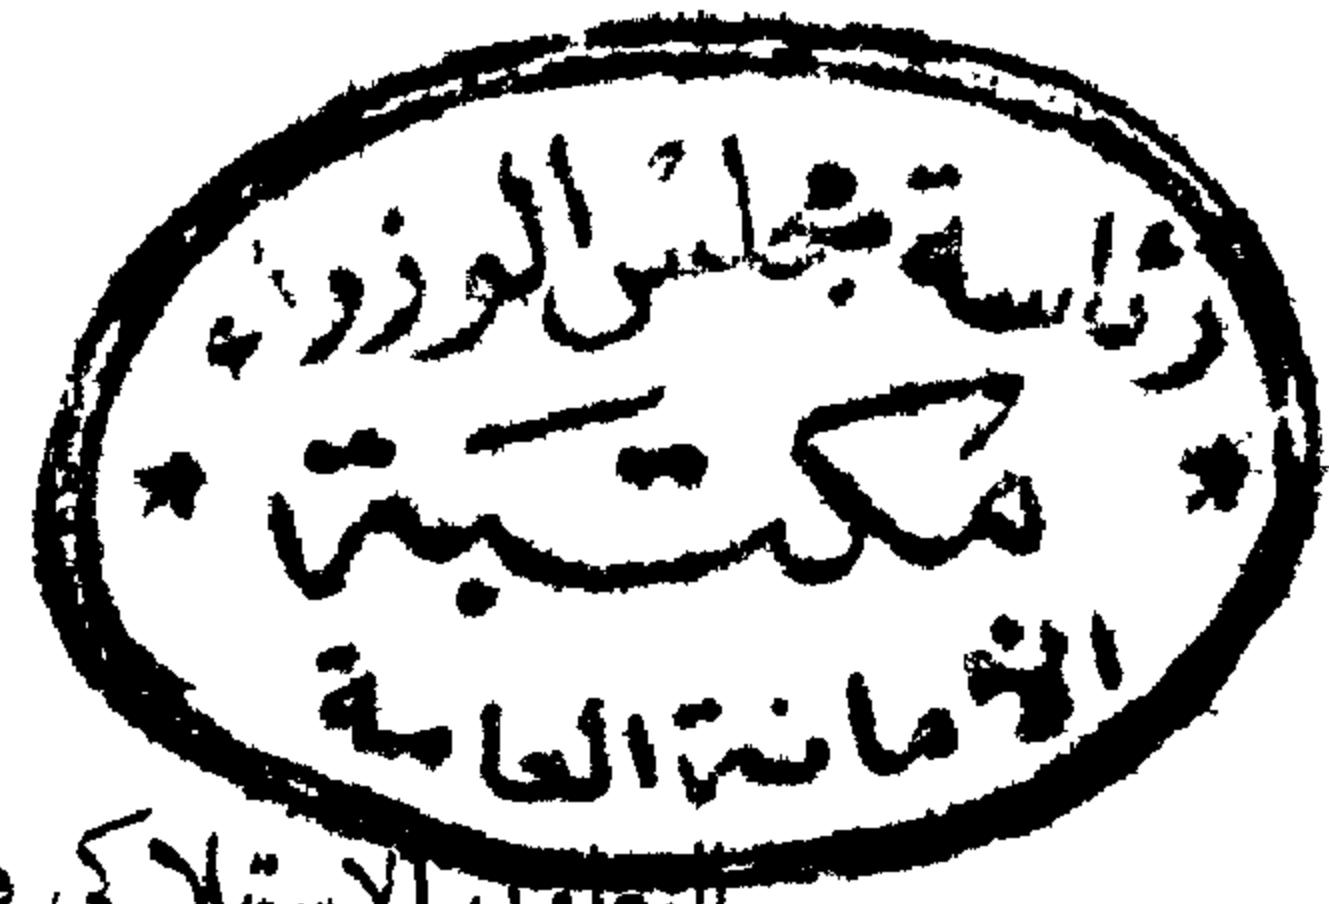 رئاسة مجلس الوزراء
مكتبة
الأمانة العامة